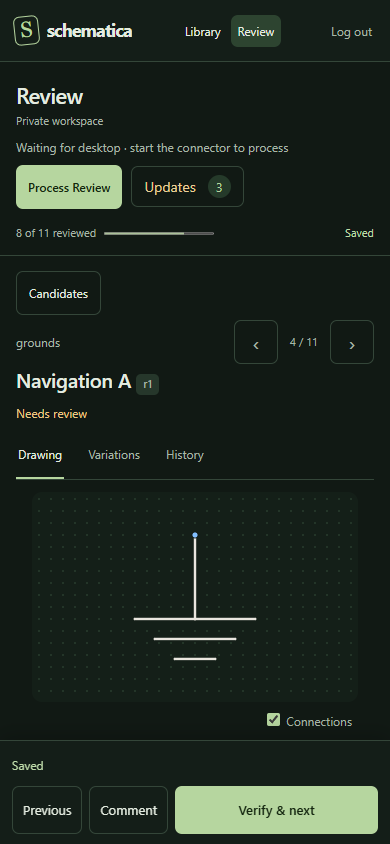 S schematica Library Review Log out
Review
Private workspace
Waiting for desktop · start the connector to process
Process Review Updates 3
8 of 11 reviewed Saved
Candidates
grounds ‹ 4 / 11 ›
Navigation A r1
Needs review
Drawing Variations History
Connections
Saved
Previous Comment Verify & next